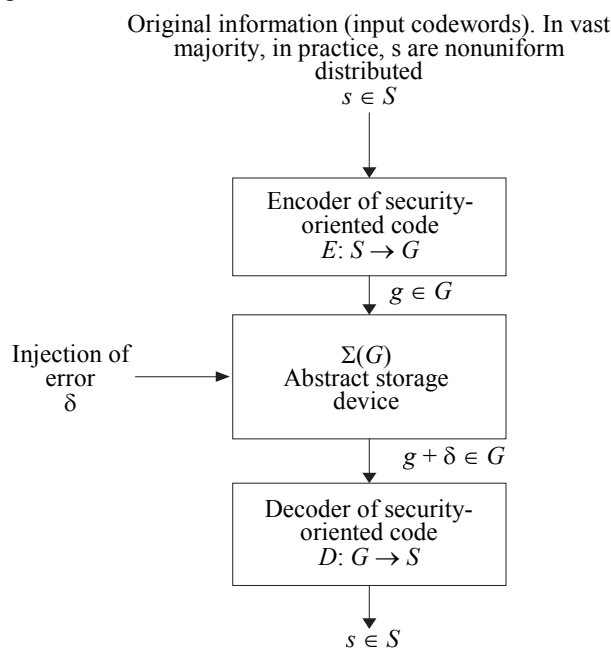 Original information (input codewords). In vast
majority, in practice, s are nonuniform
distributed
s ∈ S
Encoder of security-
oriented code
E: S → G
g ∈ G
Injection of
error
δ
Σ(G)
Abstract storage
device
g + δ ∈ G
Decoder of security-
oriented code
D: G → S
s ∈ S